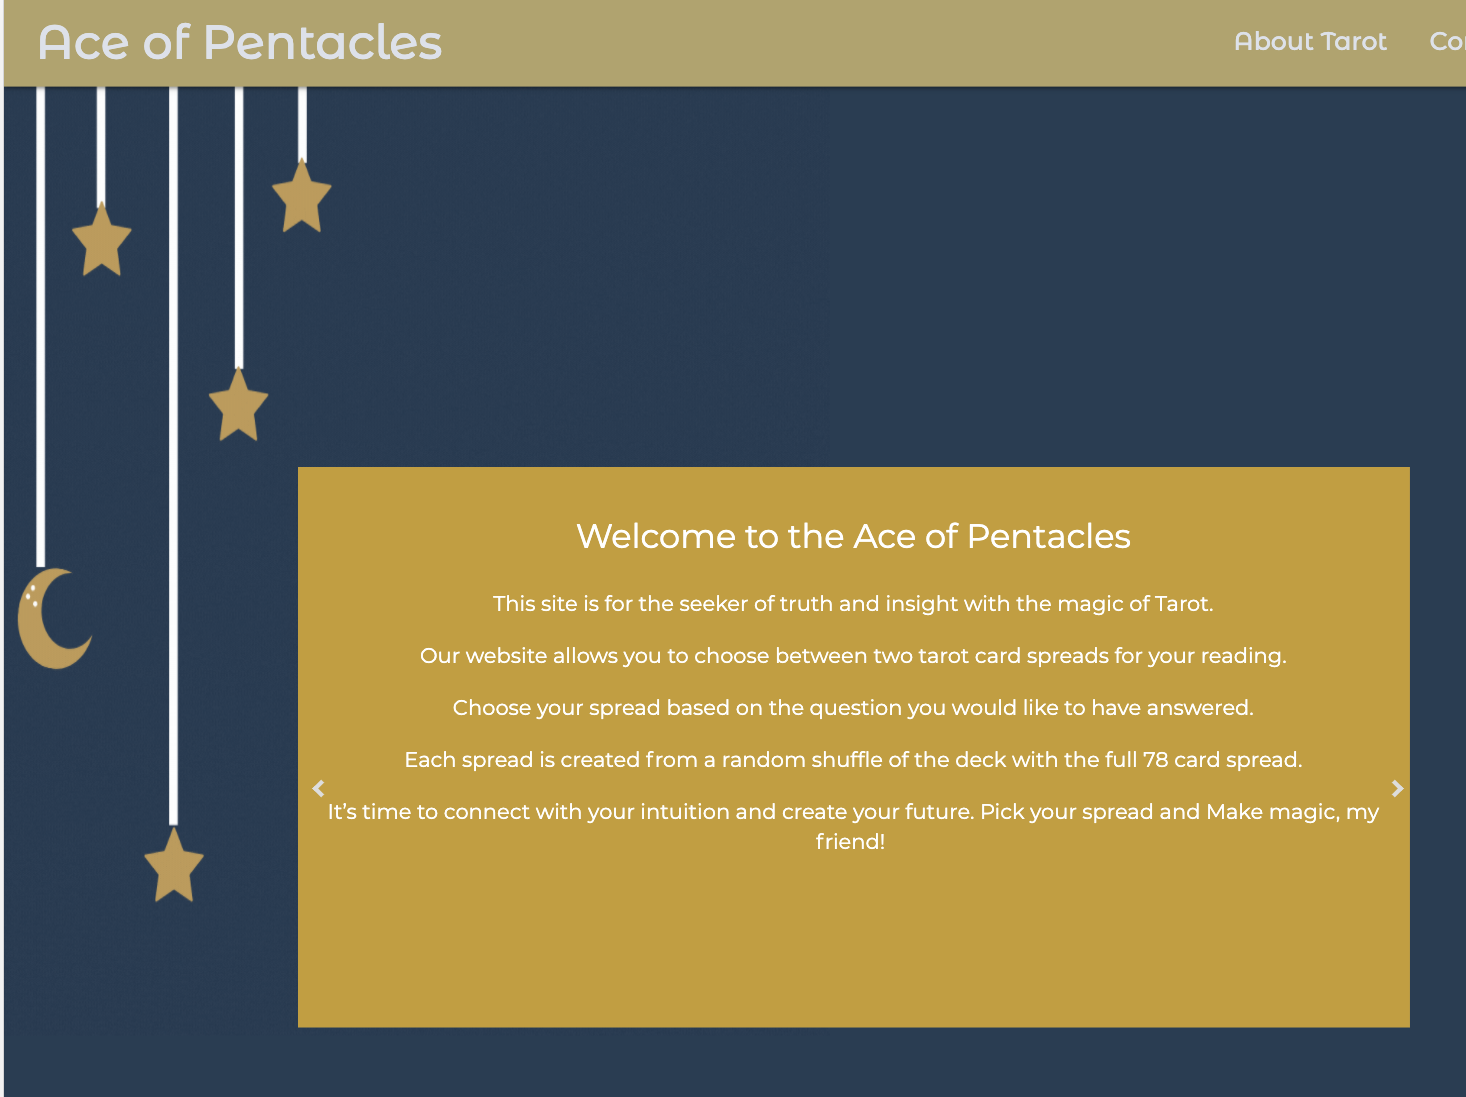 Ace of Pentacles
About Tarot
Welcome to the Ace of Pentacles
This site is for the seeker of truth and insight with the magic of Tarot.
Our website allows you to choose between two tarot card spreads for your reading.
Choose your spread based on the question you would like to have answered.
Each spread is created from a random shuffle of the deck with the full 78 card spread.
It’s time to connect with your intuition and create your future. Pick your spread and Make magic, my
friend!